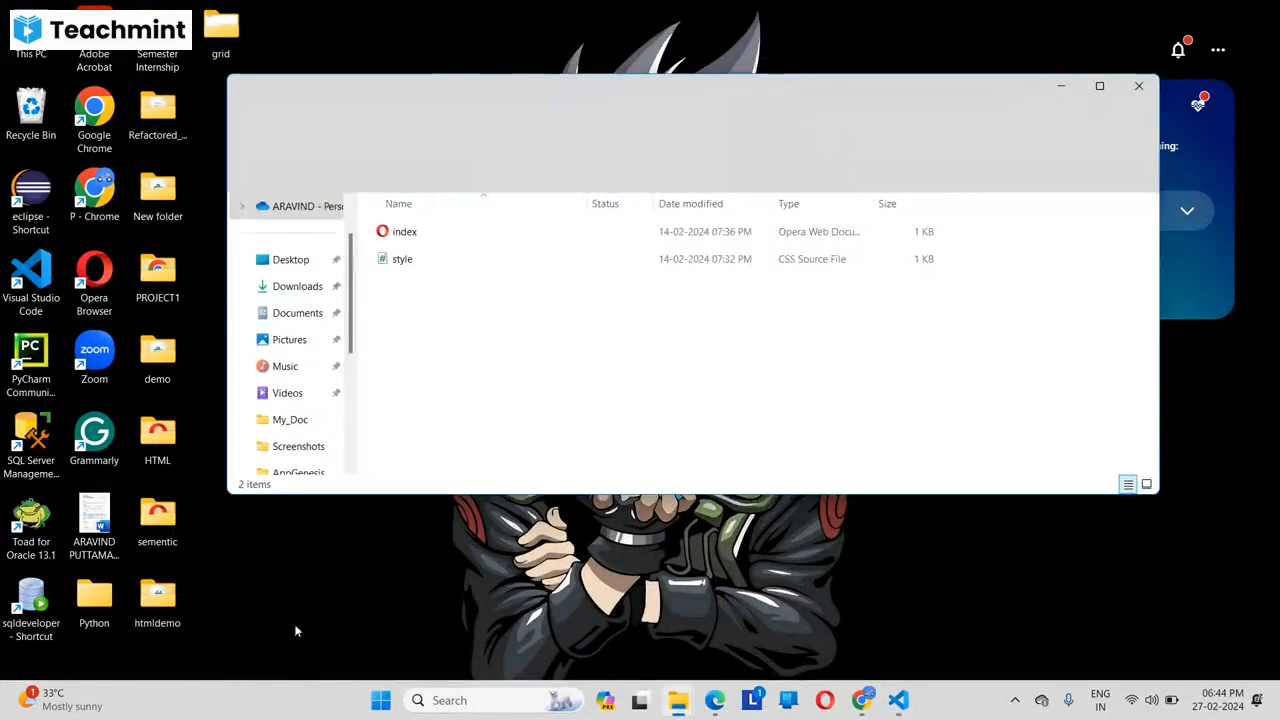 Teachmint
This PC
Adobe
Acrobat
Semester
Internship
grid
Recycle Bin
Google
Chrome
Refactored_...
eclipse -
Shortcut
P - Chrome
New folder
Visual Studio
Code
Opera
Browser
PROJECT1
PC
PyCharm
Communi...
zoom
Zoom
demo
SQL Server
Manageme...
Grammarly
HTML
Toad for
Oracle 13.1
ARAVIND
PUTTAMA...
sementic
sqldeveloper
- Shortcut
Python
htmldemo
ARAVIND - Perso
Desktop
Downloads
Documents
Pictures
Music
Videos
My_Doc
Screenshots
AppGenesis
Name Status Date modified Type Size
index 14-02-2024 07:36 PM Opera Web Docu... 1 KB
style 14-02-2024 07:32 PM CSS Source File 1 KB
2 items
ing:
1
33°C
Mostly sunny
Search
PRE
L
1
ENG
IN
06:44 PM
27-02-2024